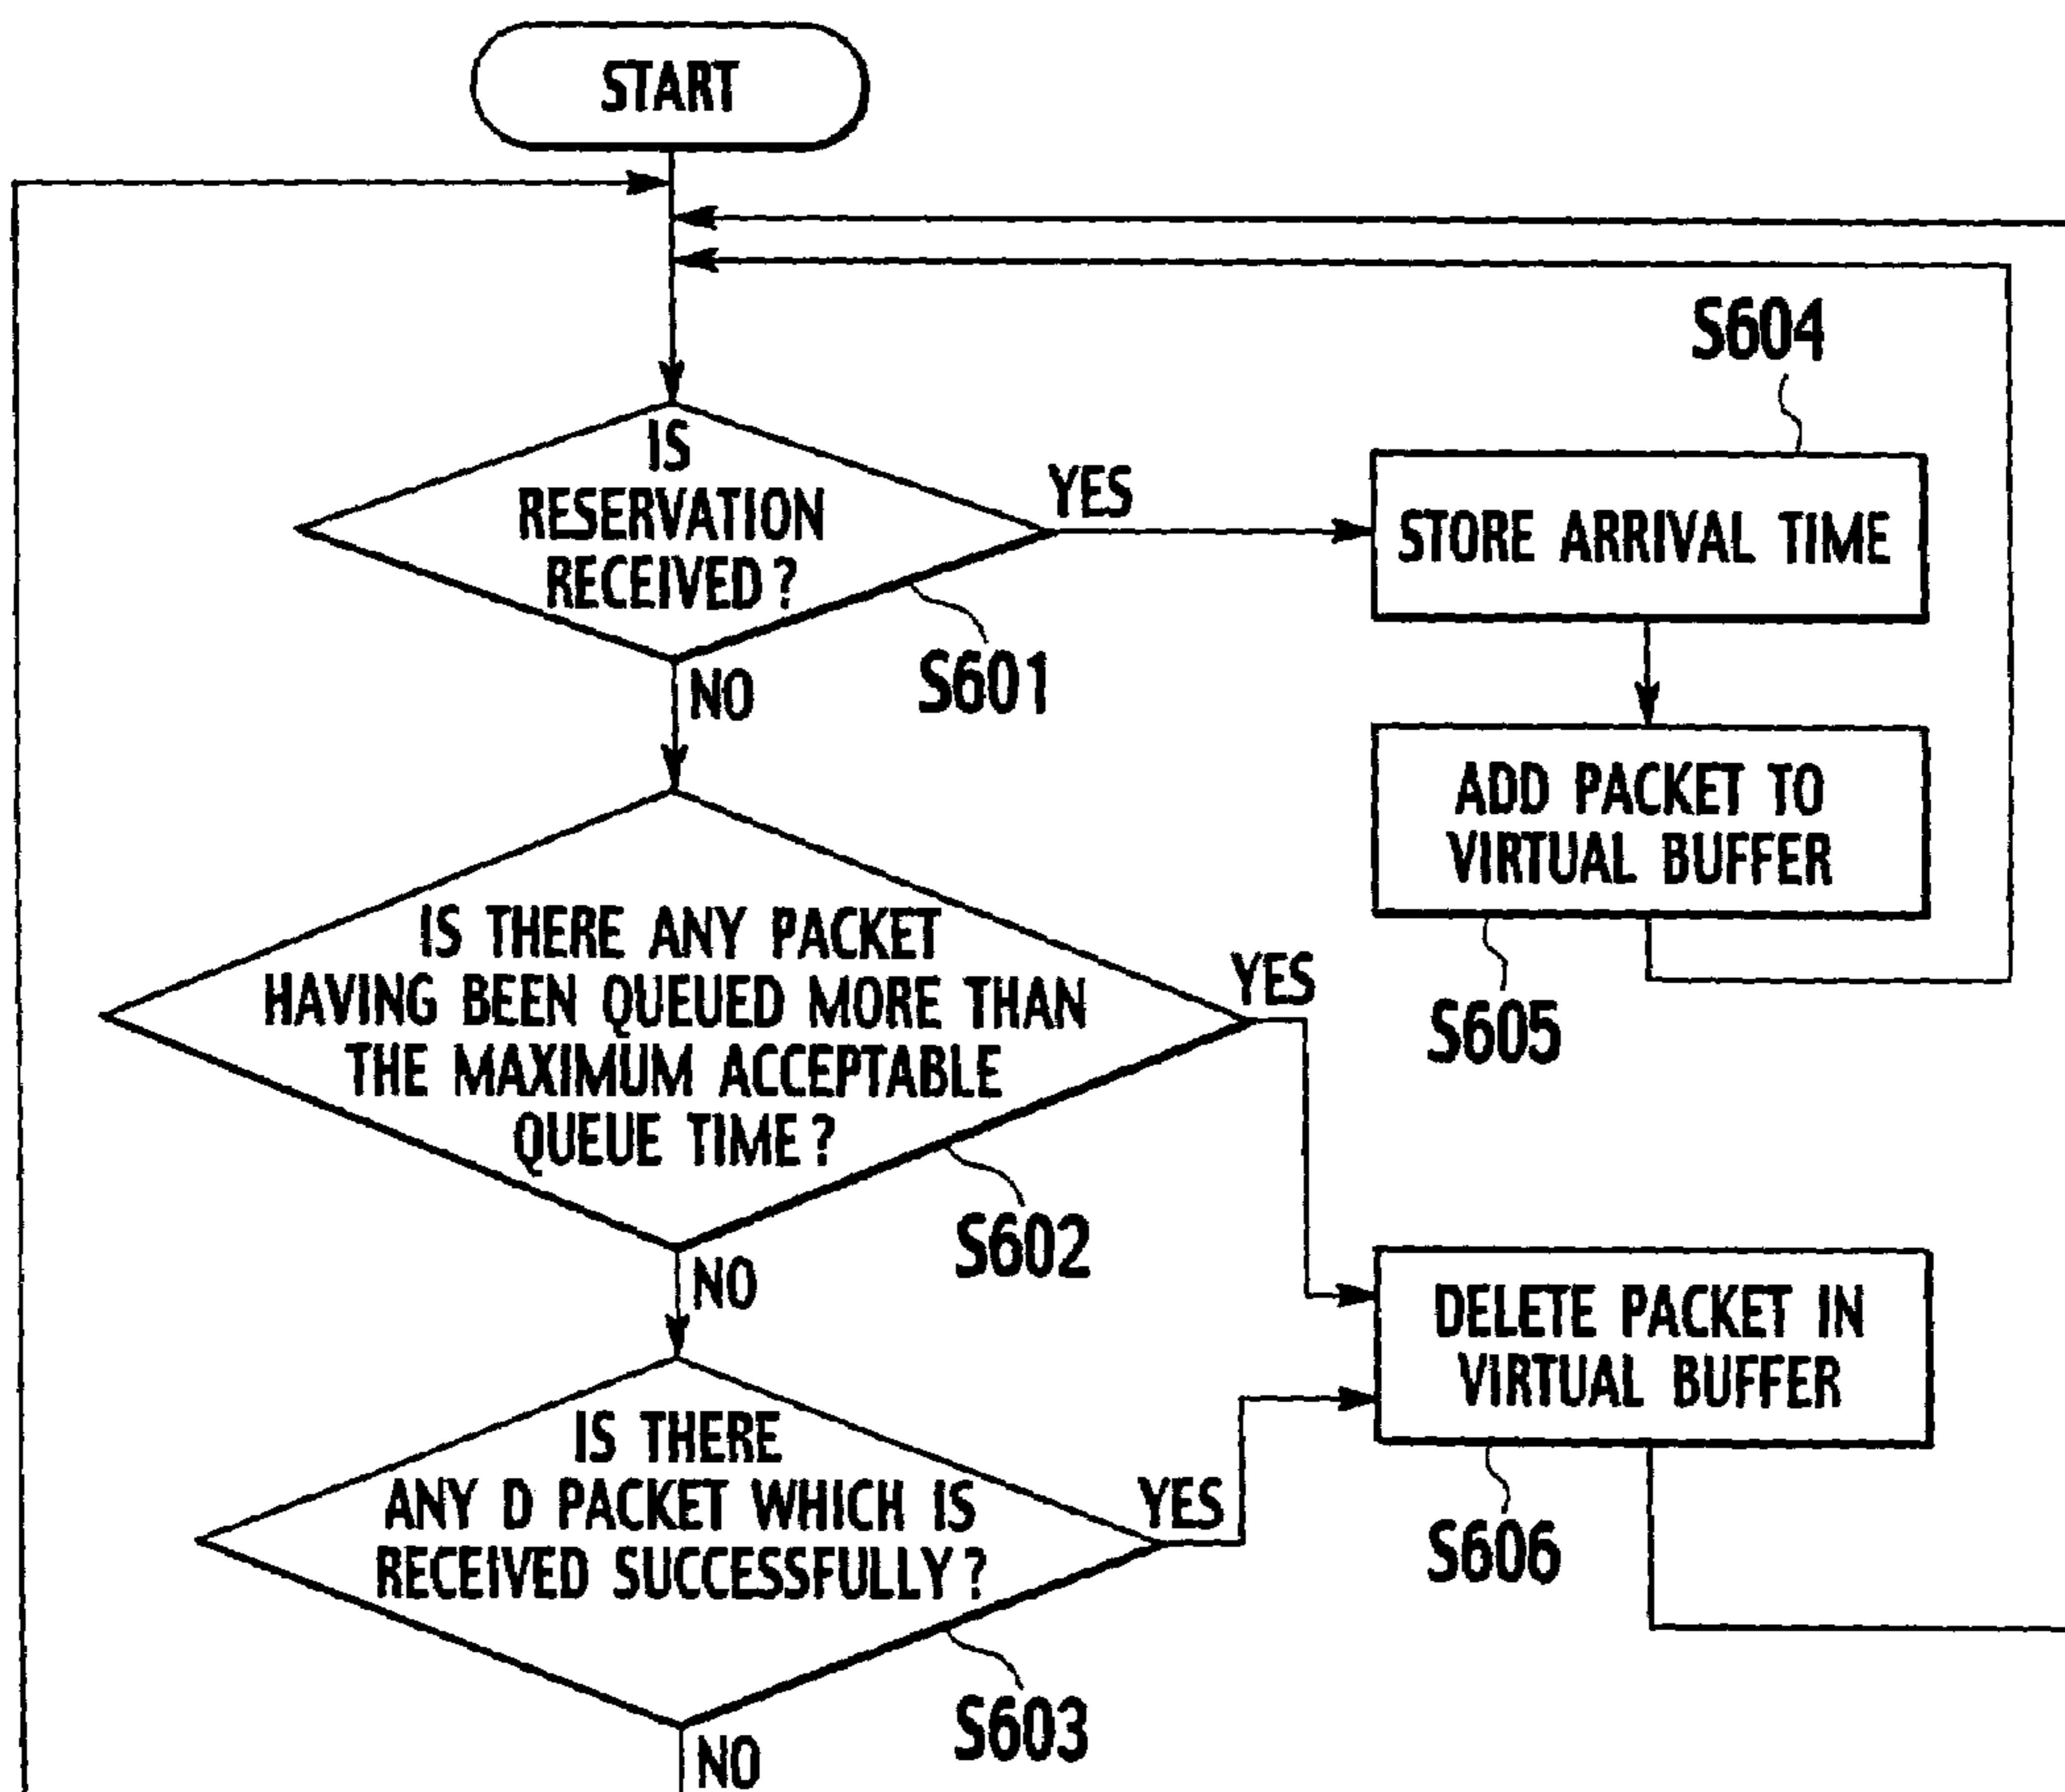 START
S604
IS
RESERVATION
RECEIVED?
YES
STORE ARRIVAL TIME
S601
NO
ADD PACKET TO
VIRTUAL BUFFER
S605
IS THERE ANY PACKET
HAVING BEEN QUEUED MORE THAN
THE MAXIMUM ACCEPTABLE
QUEUE TIME?
YES
S602
NO
DELETE PACKET IN
VIRTUAL BUFFER
S606
IS THERE
ANY D PACKET WHICH IS
RECEIVED SUCCESSFULLY?
YES
S603
NO